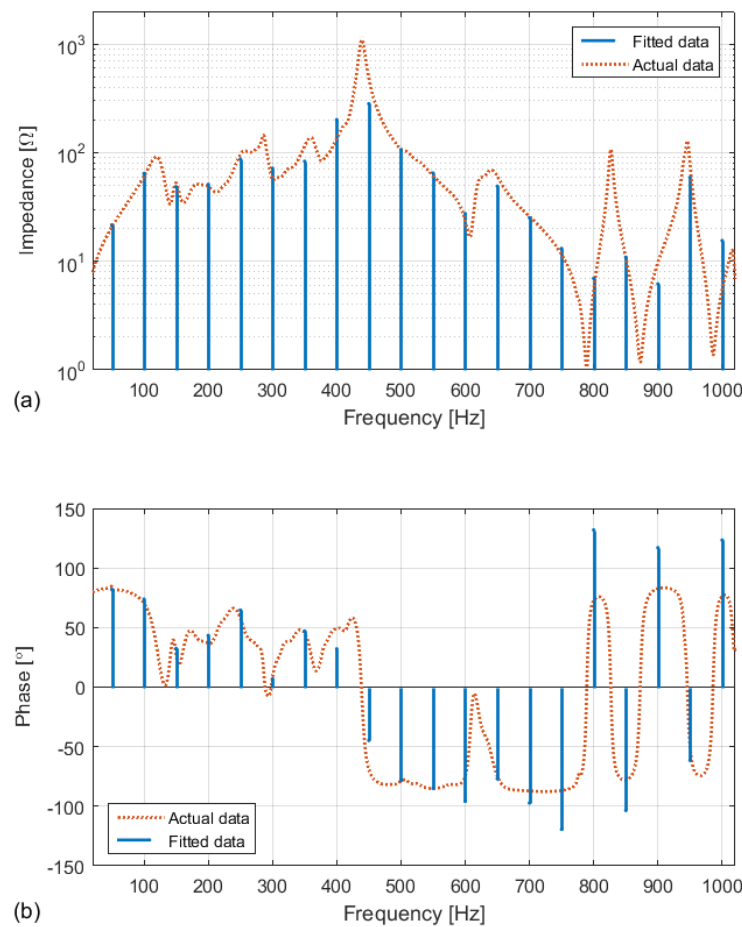 10³
10²
10¹
10⁰
Impedance [Ω]
Fitted data
Actual data
100 200 300 400 500 600 700 800 900 1000
Frequency [Hz]
(a)
150
100
50
0
-50
-100
-150
Phase [°]
Actual data
Fitted data
100 200 300 400 500 600 700 800 900 1000
Frequency [Hz]
(b)